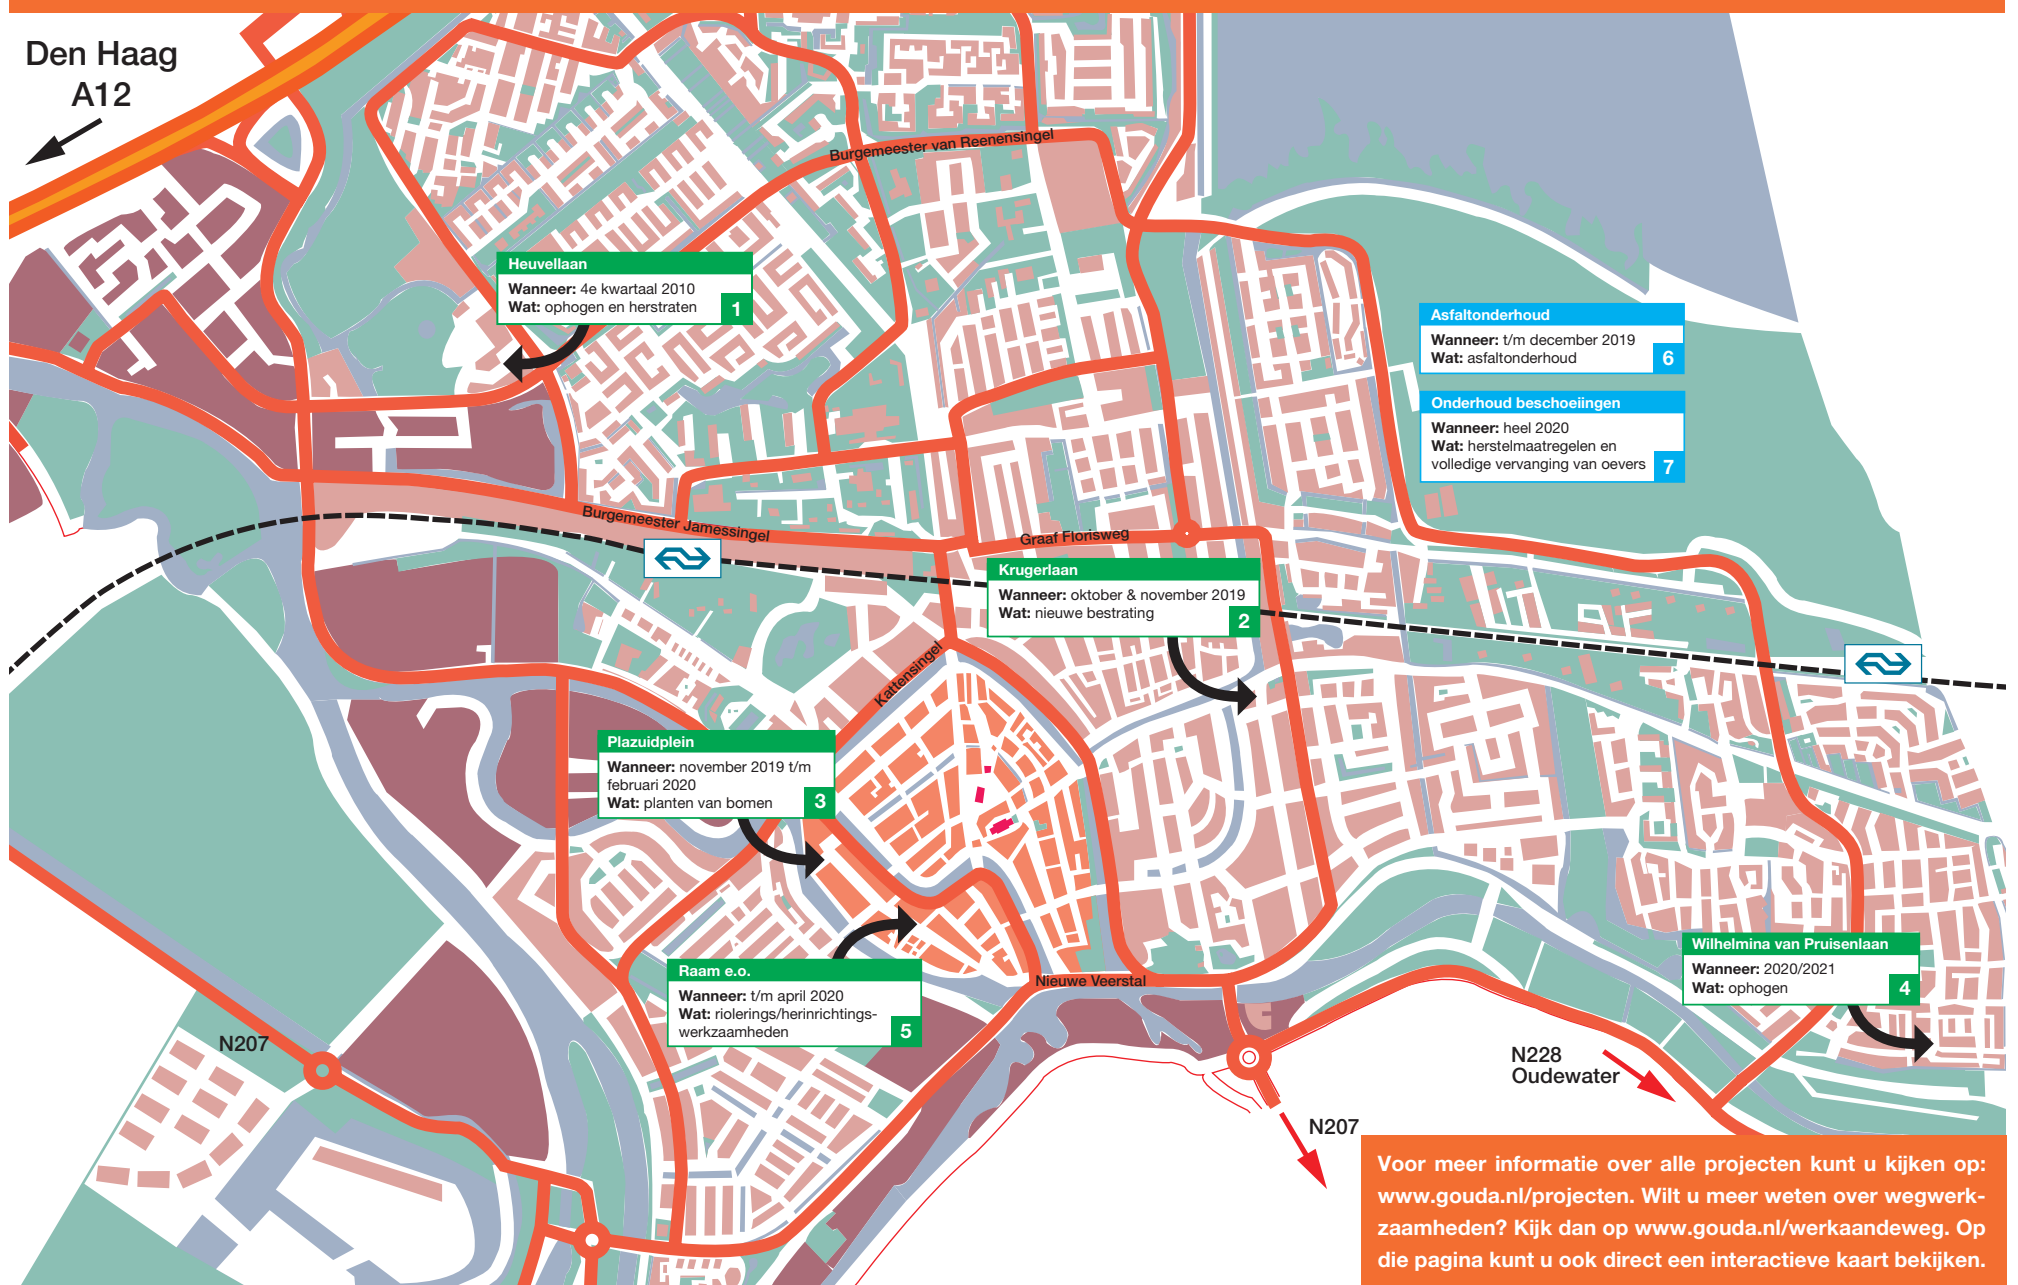 Den Haag
A12
Burgemeester van Reenensingel
Heuvellaan
Wanneer: 4e kwartaal 2010
Wat: ophogen en herstraten
1
Asfaltonderhoud
Wanneer: t/m december 2019
Wat: asfaltonderhoud
6
Onderhoud beschoeiingen
Wanneer: heel 2020
Wat: herstelmaatregelen en
volledige vervanging van oevers
7
Burgemeester Jamessingel
Graaf Florisweg
Krugerlaan
Wanneer: oktober & november 2019
Wat: nieuwe bestrating
2
Kattensingel
Plazuidplein
Wanneer: november 2019 t/m
februari 2020
Wat: planten van bomen
3
Raam e.o.
Wanneer: t/m april 2020
Wat: riolerings/herinrichtings-
werkzaamheden
5
Nieuwe Veerstal
Wilhelmina van Pruisenlaan
Wanneer: 2020/2021
Wat: ophogen
4
N207
N228
Oudewater
N207
Voor meer informatie over alle projecten kunt u kijken op:
www.gouda.nl/projecten. Wilt u meer weten over wegwerk-
zaamheden? Kijk dan op www.gouda.nl/werkaandeweg. Op
die pagina kunt u ook direct een interactieve kaart bekijken.